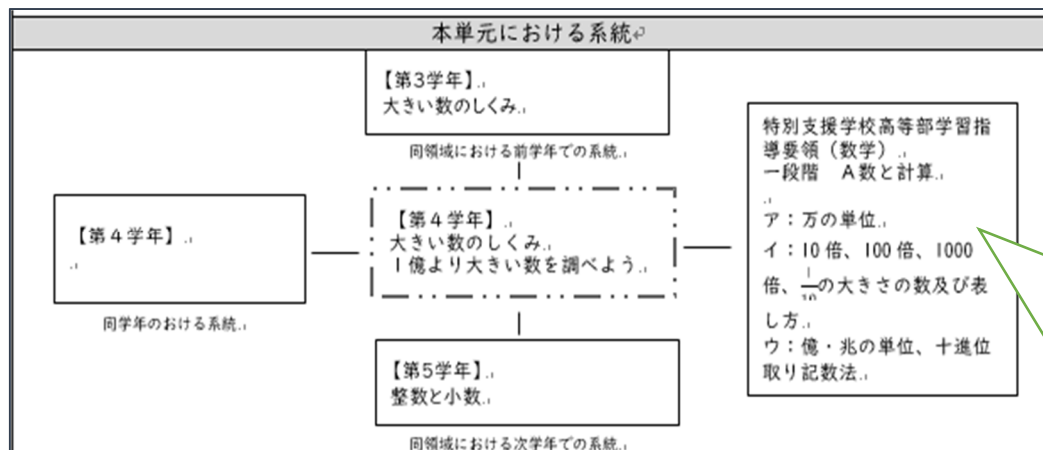 本単元における系統
【第3学年】
大きい数のしくみ
同領域における前学年での系統
【第4学年】
同学年のおける系統
【第4学年】
大きい数のしくみ
1億より大きい数を調べよう
【第5学年】
整数と小数
同領域における次学年での系統
特別支援学校高等部学習指
導要領(数学)
一段階 A数と計算
ア:万の単位
イ:10倍、100倍、1000
倍、1/10の大きさの数及び表
し方
ウ:億・兆の単位、十進位
取り記数法